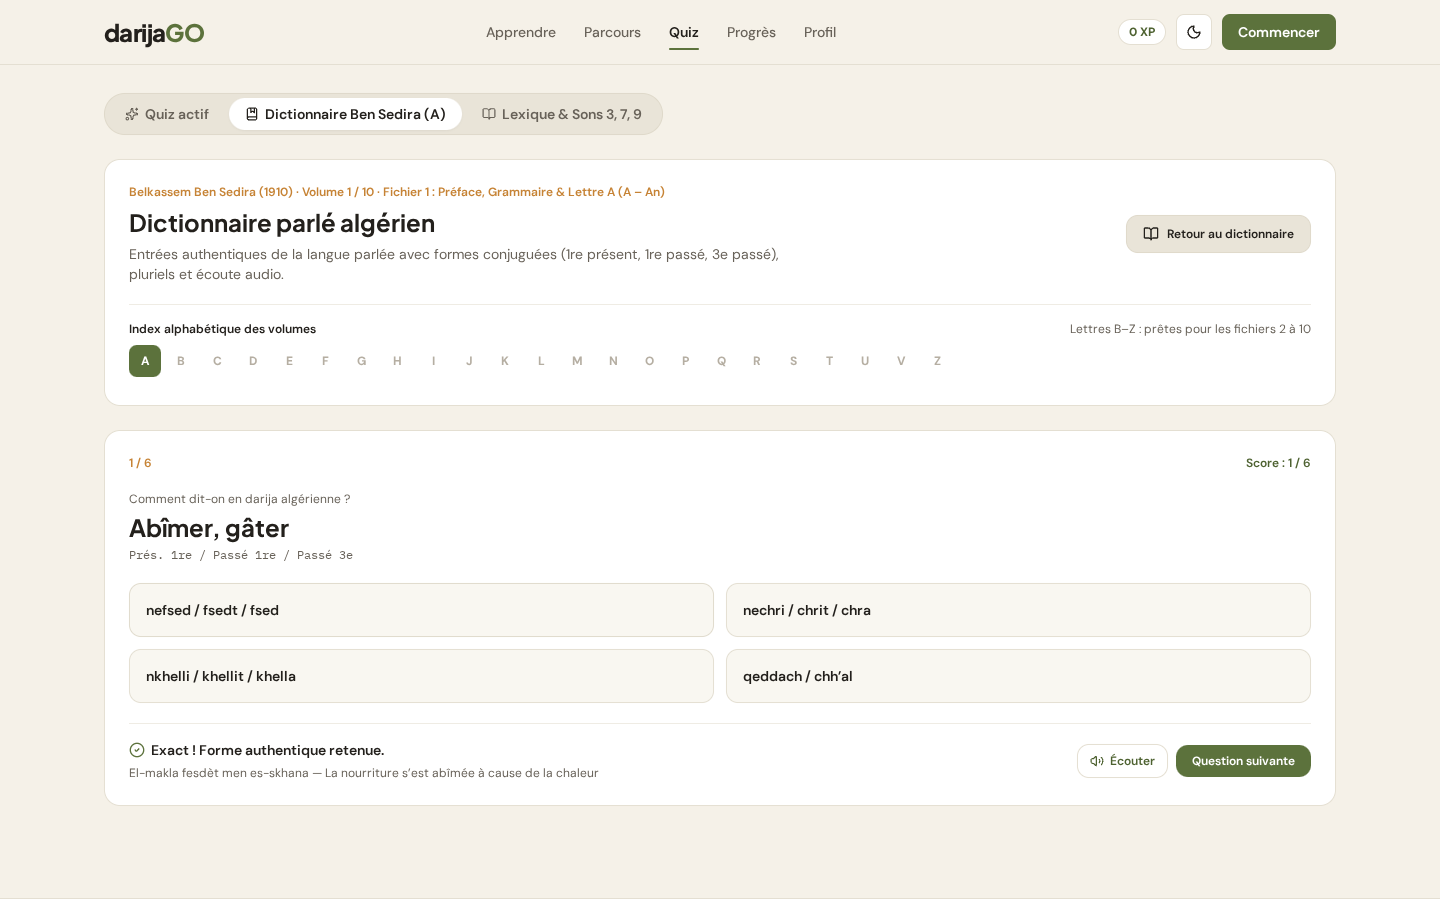 darijaGO
Apprendre
Parcours
Quiz
Progrès
Profil
0 XP
Commencer
Quiz actif
Dictionnaire Ben Sedira (A)
Lexique & Sons 3, 7, 9
Belkassem Ben Sedira (1910) · Volume 1 / 10 · Fichier 1 : Préface, Grammaire & Lettre A (A – An)
Dictionnaire parlé algérien
Entrées authentiques de la langue parlée avec formes conjuguées (1re présent, 1re passé, 3e passé),
pluriels et écoute audio.
Retour au dictionnaire
Index alphabétique des volumes
Lettres B–Z : prêtes pour les fichiers 2 à 10
A B C D E F G H I J K L M N O P Q R S T U V Z
1 / 6
Score : 1 / 6
Comment dit-on en darija algérienne ?
Abîmer, gâter
Prés. 1re / Passé 1re / Passé 3e
nefsed / fsedt / fsed
nechri / chrit / chra
nkhelli / khellit / khella
qeddach / chh’al
Exact ! Forme authentique retenue.
El-makla fesdèt men es-skhana — La nourriture s’est abîmée à cause de la chaleur
Écouter
Question suivante